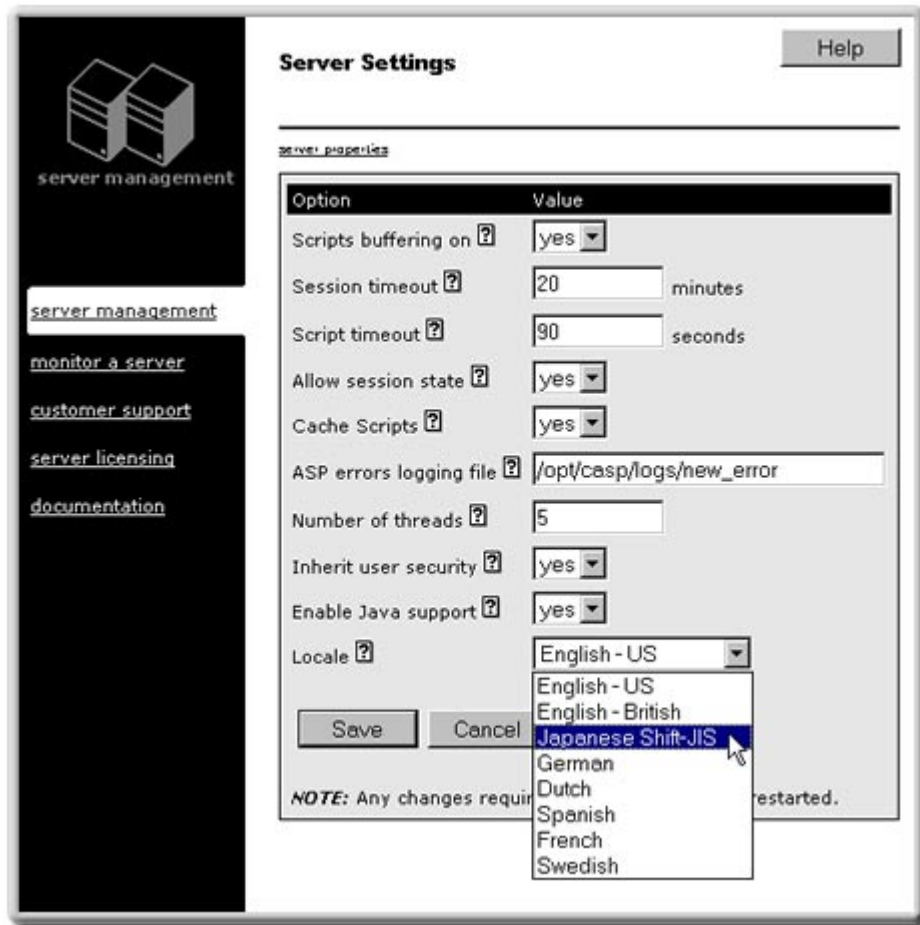 server management
server management
monitor a server
customer support
server licensing
documentation
Server Settings
Help
server properties
Option Value
Scripts buffering on ? yes
Session timeout ? 20 minutes
Script timeout ? 90 seconds
Allow session state ? yes
Cache Scripts ? yes
ASP errors logging file ? /opt/casp/logs/new_error
Number of threads ? 5
Inherit user security ? yes
Enable Java support ? yes
Locale ? English - US
English - US
English - British
Japanese Shift-JIS
German
Dutch
Spanish
French
Swedish
Save Cancel
NOTE: Any changes requir estarted.